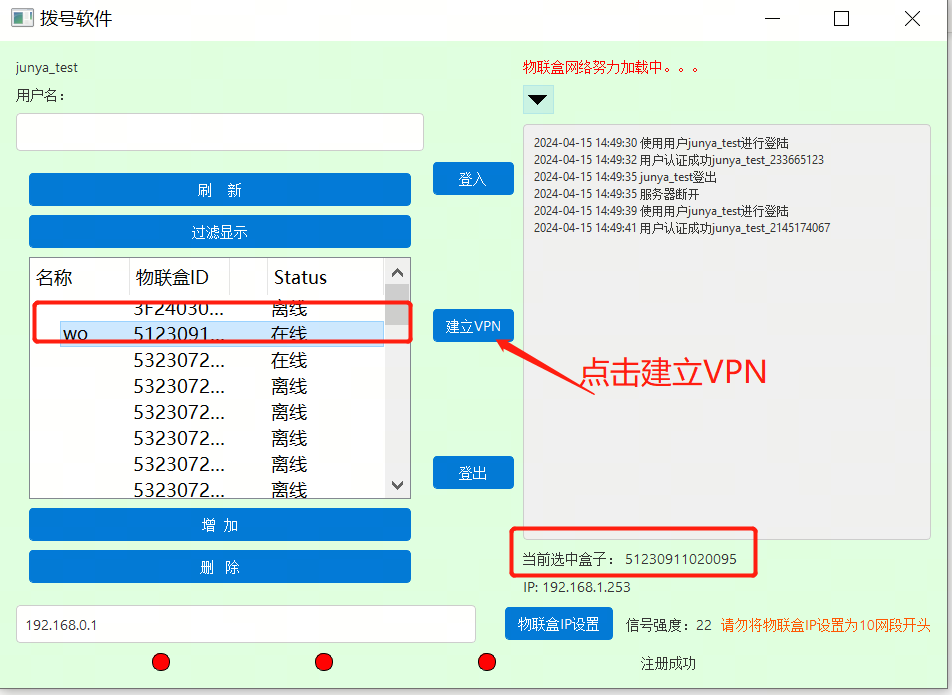 拨号软件
junya_test
用户名：
刷 新
过滤显示
名称 物联盒ID Status
3F24030... 离线
wo 5123091... 在线
5323072... 在线
5323072... 离线
5323072... 离线
5323072... 离线
5323072... 离线
5323072... 离线
增 加
删 除
192.168.0.1
登入
建立VPN
登出
物联盒网络努力加载中。。。
2024-04-15 14:49:30 使用用户junya_test进行登陆
2024-04-15 14:49:32 用户认证成功junya_test_233665123
2024-04-15 14:49:35 junya_test登出
2024-04-15 14:49:35 服务器断开
2024-04-15 14:49:39 使用用户junya_test进行登陆
2024-04-15 14:49:41 用户认证成功junya_test_2145174067
点击建立VPN
当前选中盒子： 51230911020095
IP: 192.168.1.253
物联盒IP设置 信号强度：22 请勿将物联盒IP设置为10网段开头
注册成功